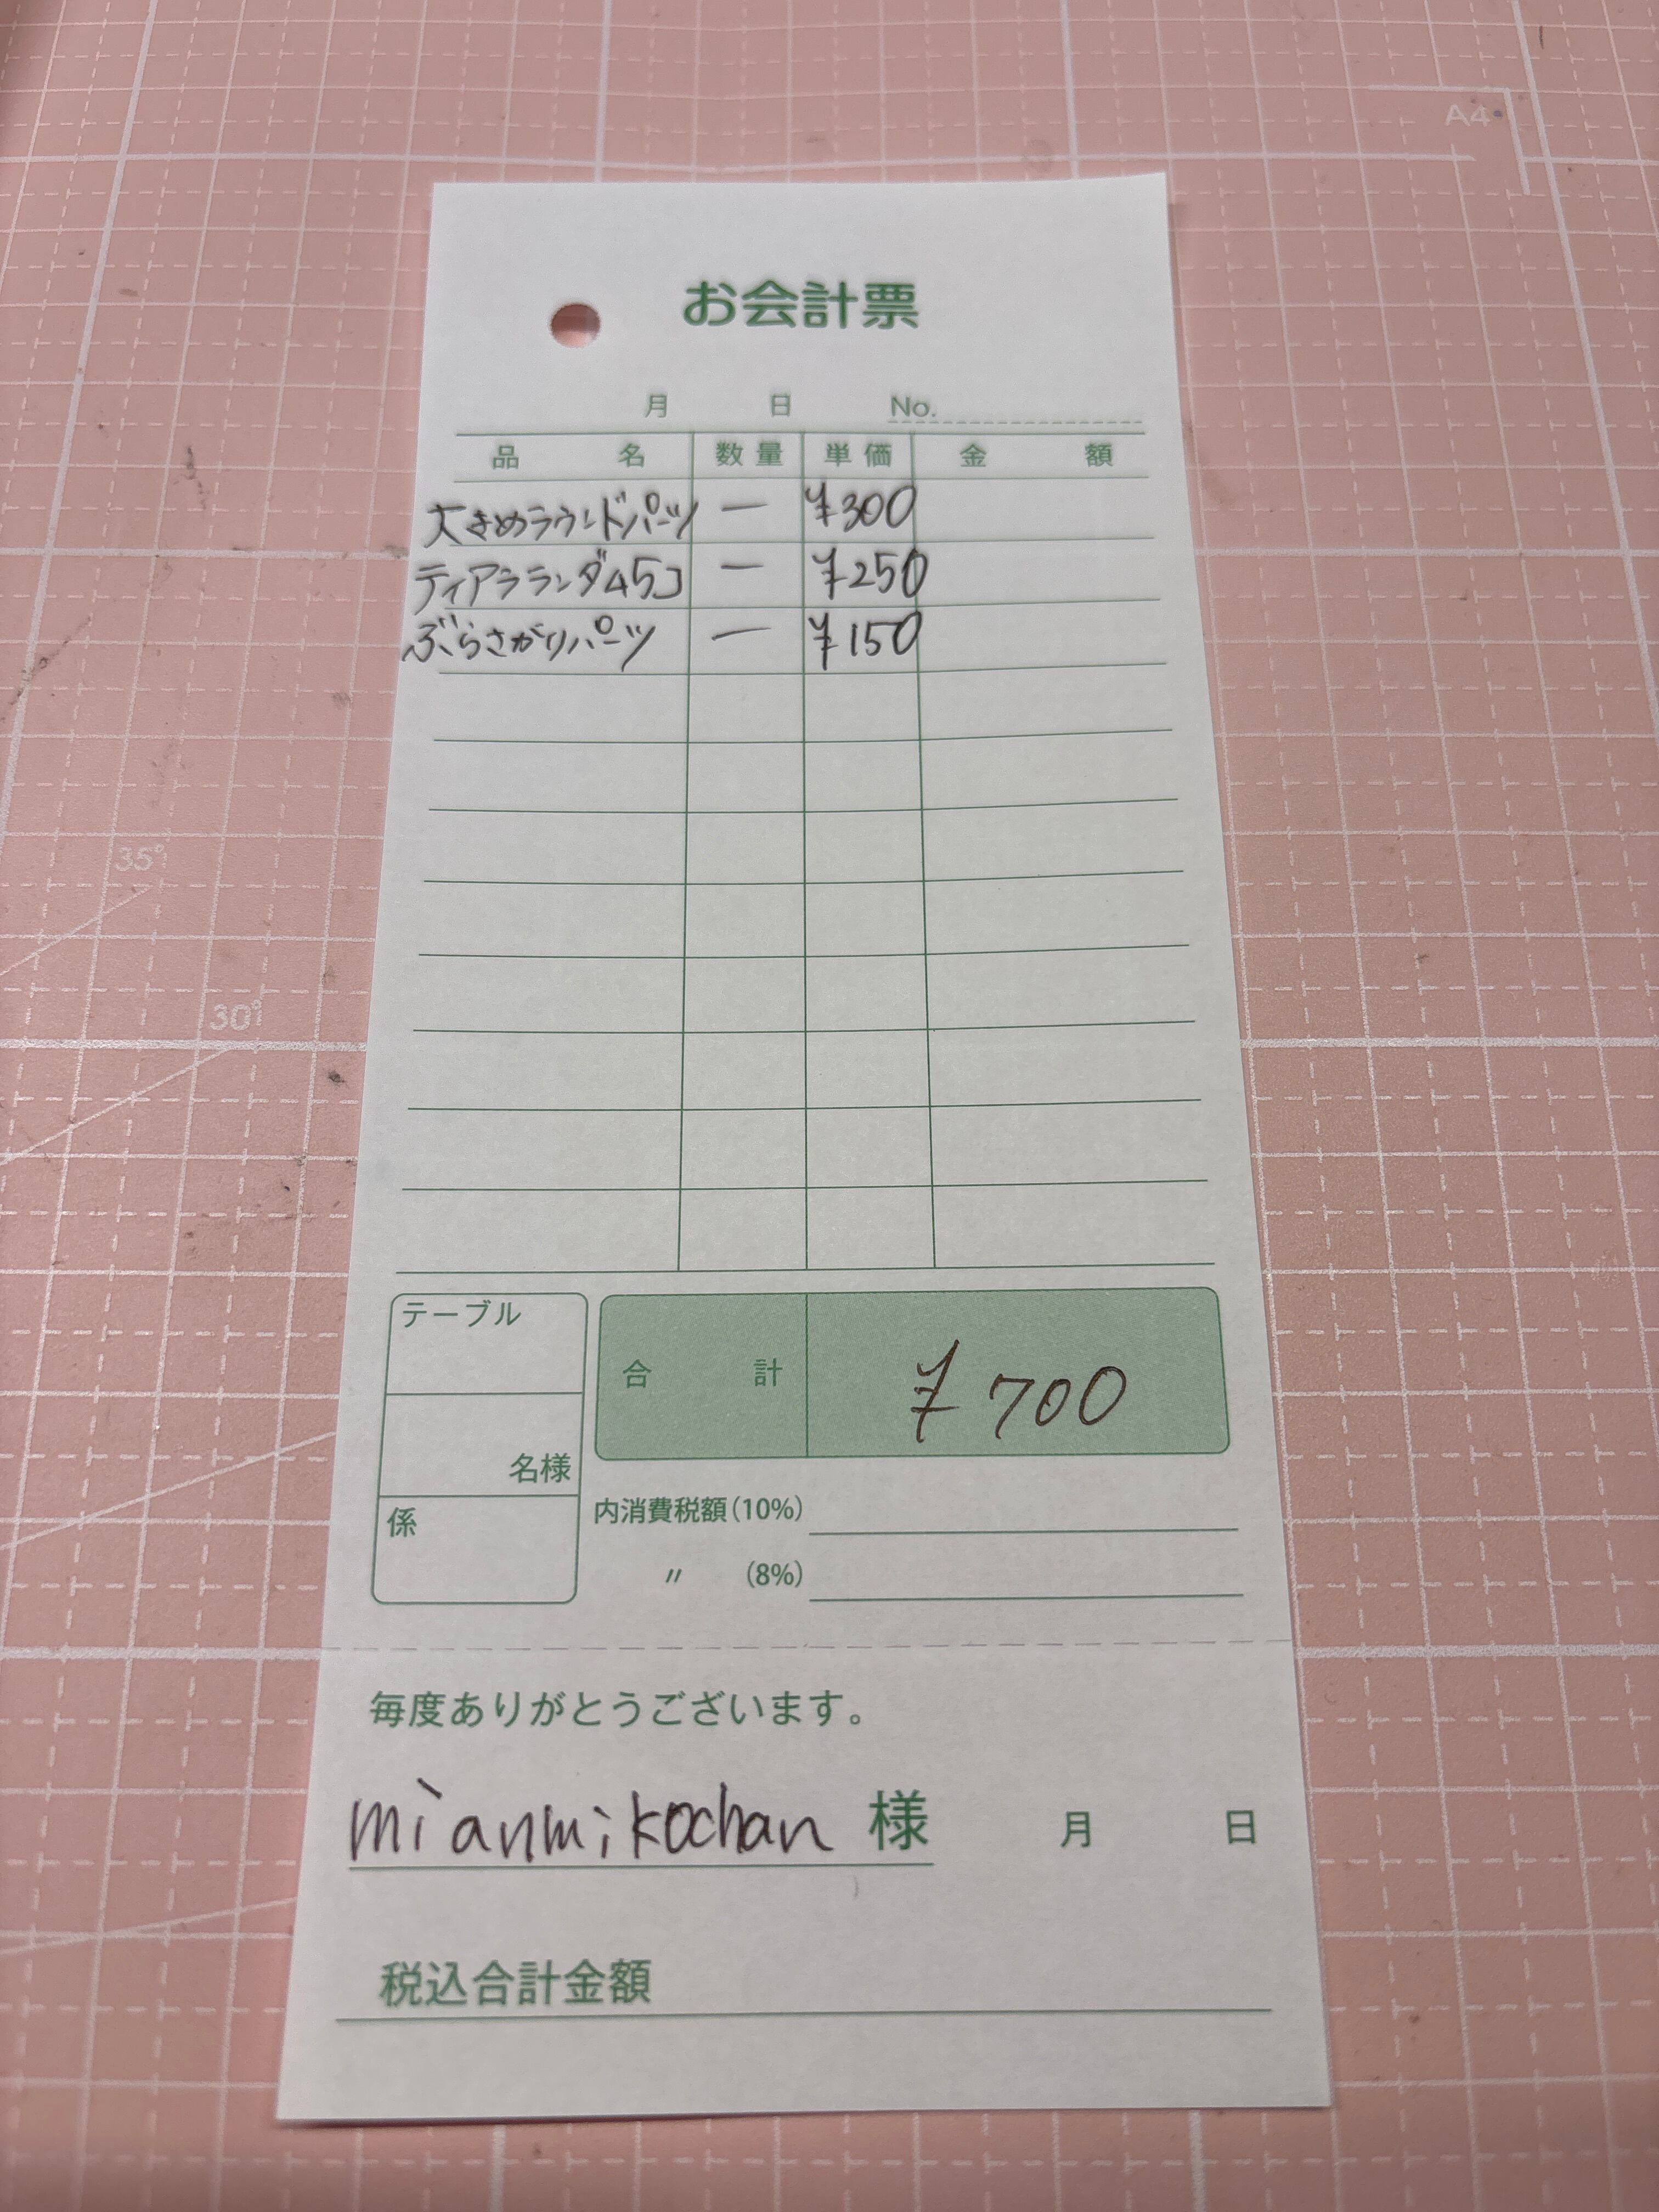 A4
お会計票
月 日 No.
品名 数量 単価 金額
大きめラウンドパーツ 一 ¥300
ティアラランダム5コ 一 ¥250
ぶらさがりパーツ 一 ¥150
35°
30°
テーブル
合計 ¥700
名様
係
内消費税額(10%)
〃 (8%)
毎度ありがとうございます。
mianmikochan 様 月 日
税込合計金額